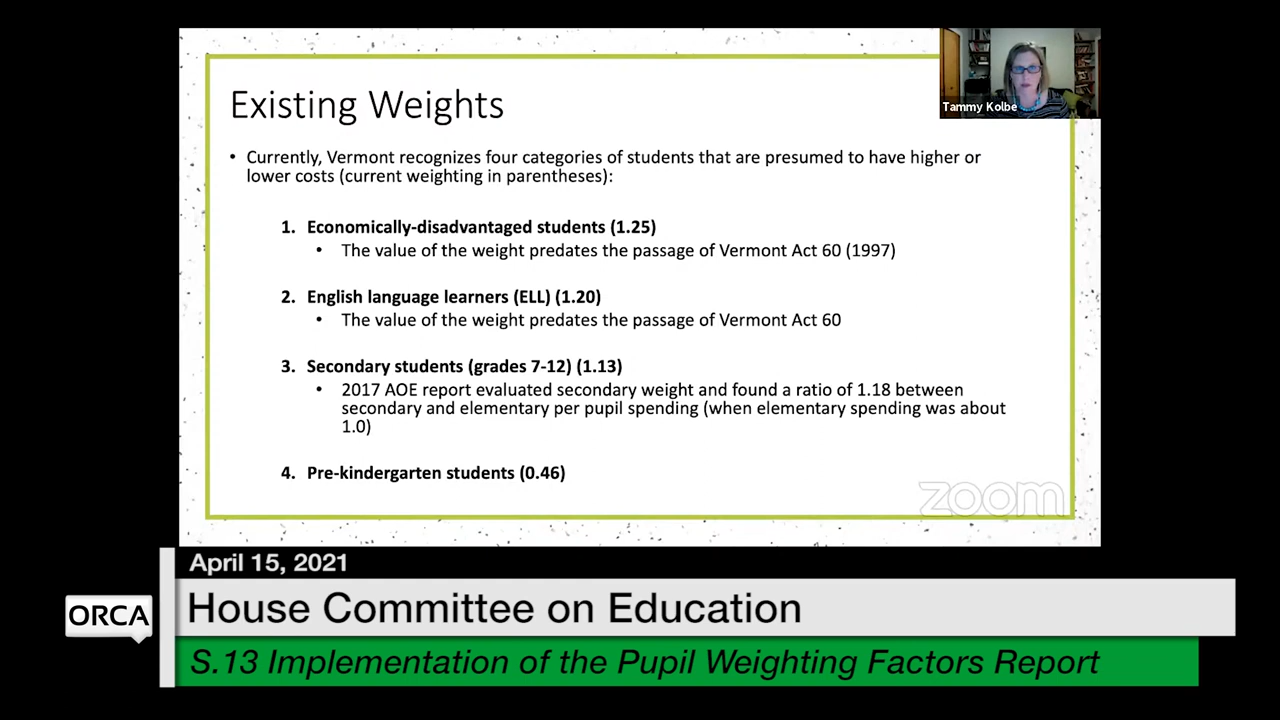 Existing Weights
Tammy Kolbe
• Currently, Vermont recognizes four categories of students that are presumed to have higher or
lower costs (current weighting in parentheses):
1. Economically-disadvantaged students (1.25)
• The value of the weight predates the passage of Vermont Act 60 (1997)
2. English language learners (ELL) (1.20)
• The value of the weight predates the passage of Vermont Act 60
3. Secondary students (grades 7-12) (1.13)
• 2017 AOE report evaluated secondary weight and found a ratio of 1.18 between
secondary and elementary per pupil spending (when elementary spending was about
1.0)
4. Pre-kindergarten students (0.46)
zoom
April 15, 2021
ORCA
House Committee on Education
S.13 Implementation of the Pupil Weighting Factors Report